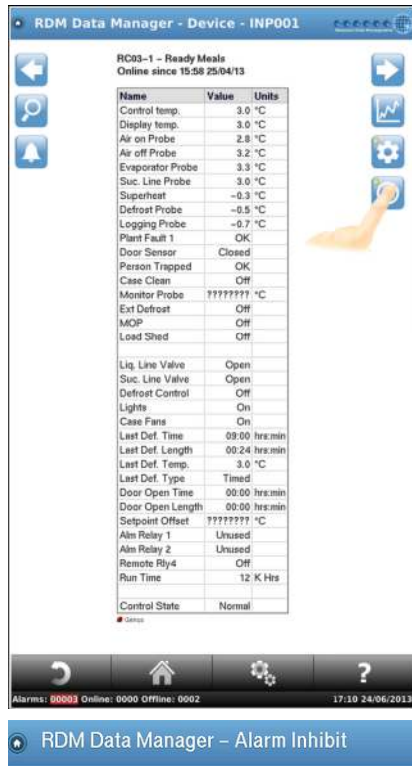 RDM Data Manager - Device - INP001
RC03-1 - Ready Meals
Online since 15:58 25/04/13
Name Value Units
Control temp. 3.0 °C
Display temp. 3.0 °C
Air on Probe 2.8 °C
Air off Probe 3.2 °C
Evaporator Probe 3.3 °C
Suc. Line Probe 3.0 °C
Superheat -0.3 °C
Defrost Probe -0.5 °C
Logging Probe -0.7 °C
Plant Fault 1 OK
Door Sensor Closed
Person Trapped OK
Case Clean Off
Monitor Probe ???????? °C
Ext Defrost Off
MOP Off
Load Shed Off
Liq. Line Valve Open
Suc. Line Valve Open
Defrost Control Off
Lights On
Case Fans On
Last Def. Time 09:00 hrs:min
Last Def. Length 00:24 hrs:min
Last Def. Temp. 3.0 °C
Last Def. Type Timed
Door Open Time 00:00 hrs:min
Door Open Length 00:00 hrs:min
Setpoint Offset ???????? °C
Alm Relay 1 Unused
Alm Relay 2 Unused
Remote Rly4 Off
Run Time 12 K Hrs
Control State Normal
?
Alarms: 00003 Online: 0000 Offline: 0002 17:10 24/06/2013
RDM Data Manager - Alarm Inhibit